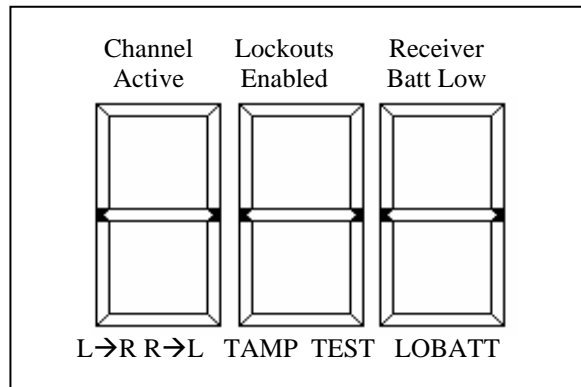 Channel Lockouts Receiver
Active Enabled Batt Low
L→R R→L TAMP TEST LOBATT